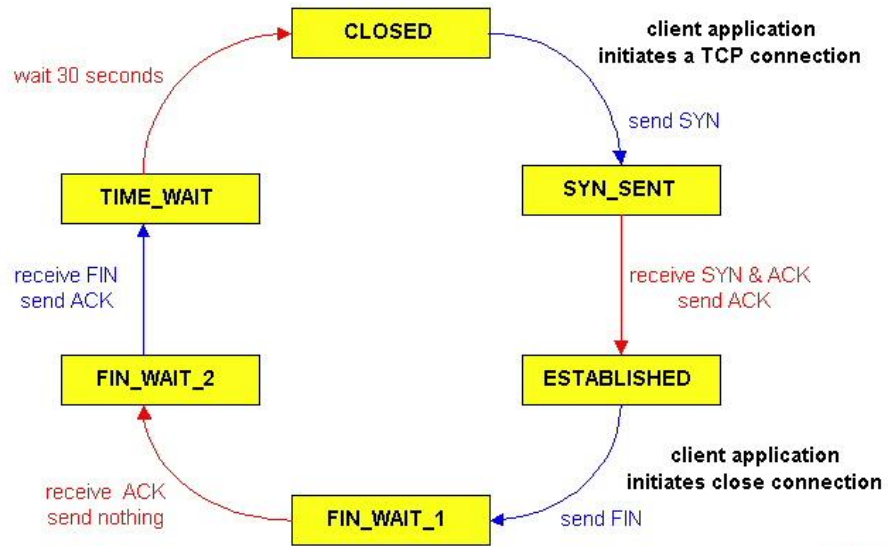 CLOSED
client application
initiates a TCP connection
wait 30 seconds
send SYN
TIME_WAIT
SYN_SENT
receive FIN
send ACK
receive SYN & ACK
send ACK
FIN_WAIT_2
ESTABLISHED
client application
initiates close connection
receive ACK
send nothing
FIN_WAIT_1
send FIN